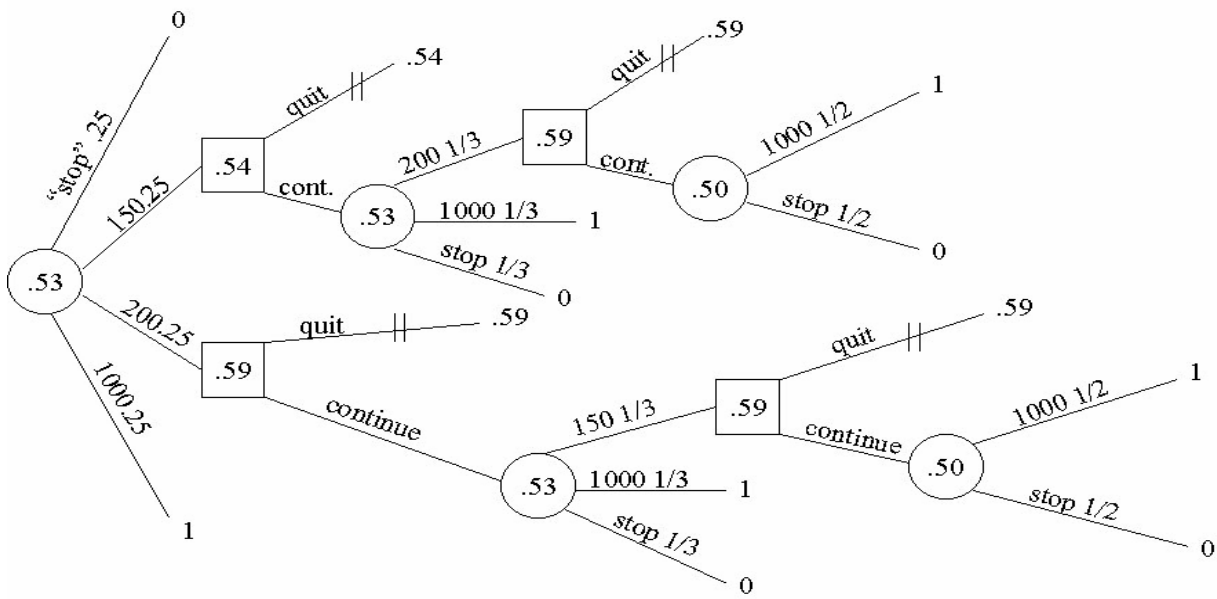 0
.59
.54
quit
quit
1
"stop" .25
1000 1/2
.59
200 1/3
.54
cont.
150.25
cont.
.50
.53
1000 1/3
1
stop 1/2
0
stop 1/3
.53
0
200.25
quit
.59
.59
quit
.59
1
1000.25
continue
150 1/3
.59
1000 1/2
continue
.50
.53
1000 1/3
1
stop 1/2
1
stop 1/3
0
0